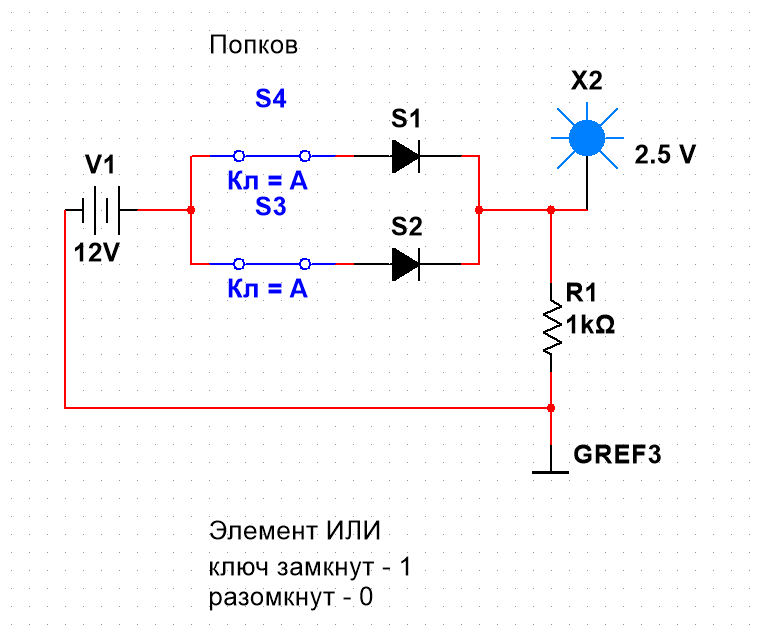 Попков
S4
X2
S1
2.5 V
V1
Кл = A
S3
S2
12V
Кл = A
R1
1kΩ
GREF3
Элемент ИЛИ
ключ замкнут - 1
разомкнут - 0